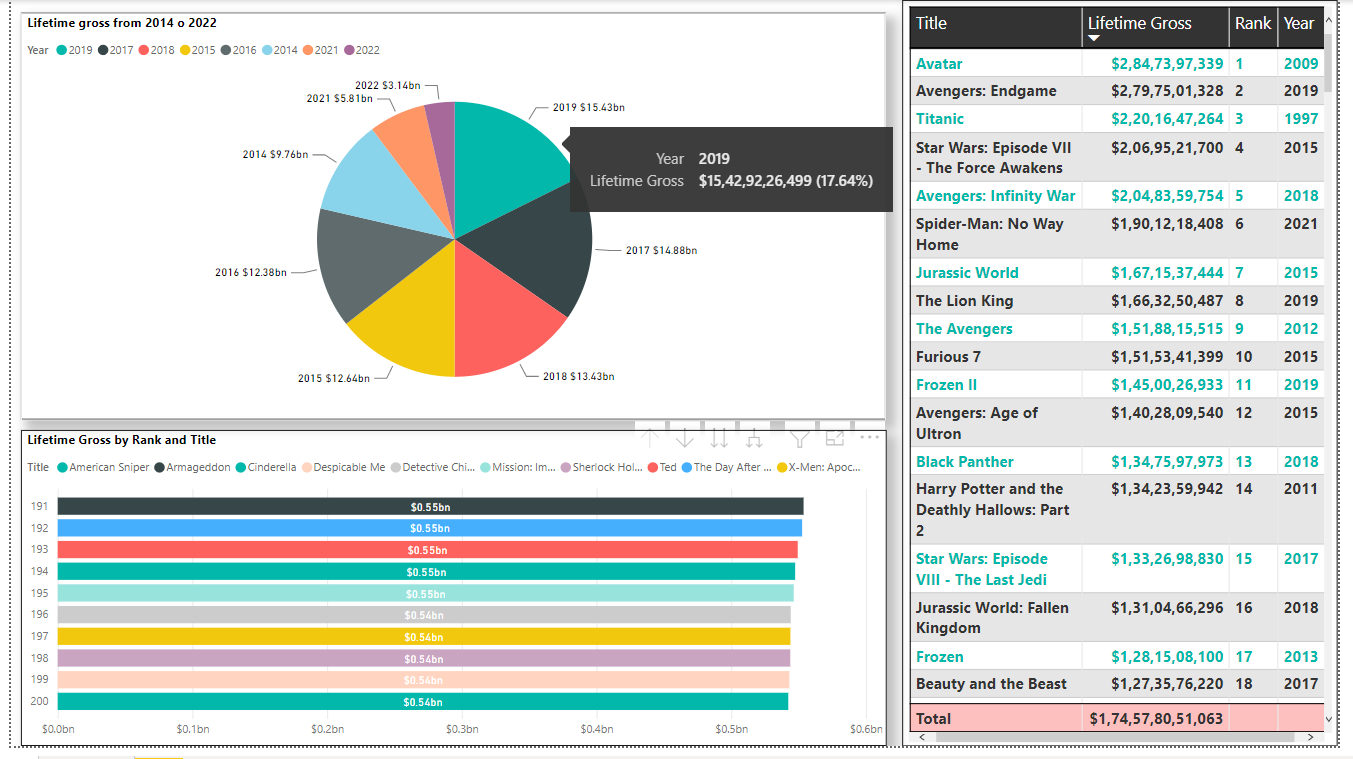 Lifetime gross from 2014 o 2022
Year 2019 2017 2018 2015 2016 2014 2021 2022
2022 $3.14bn
2021 $5.81bn
2019 $15.43bn
2014 $9.76bn
Year 2019
Lifetime Gross $15,42,92,26,499 (17.64%)
2017 $14.88bn
2016 $12.38bn
2015 $12.64bn
2018 $13.43bn
Lifetime Gross by Rank and Title
Title American Sniper Armageddon Cinderella Despicable Me Detective Chi... Mission: Im... Sherlock Hol... Ted The Day After ... X-Men: Apoc...
191 $0.55bn
192 $0.55bn
193 $0.55bn
194 $0.55bn
195 $0.55bn
196 $0.54bn
197 $0.54bn
198 $0.54bn
199 $0.54bn
200 $0.54bn
$0.0bn $0.1bn $0.2bn $0.3bn $0.4bn $0.5bn $0.6bn
Title Lifetime Gross Rank Year
Avatar $2,84,73,97,339 1 2009
Avengers: Endgame $2,79,75,01,328 2 2019
Titanic $2,20,16,47,264 3 1997
Star Wars: Episode VII $2,06,95,21,700 4 2015
- The Force Awakens
Avengers: Infinity War $2,04,83,59,754 5 2018
Spider-Man: No Way $1,90,12,18,408 6 2021
Home
Jurassic World $1,67,15,37,444 7 2015
The Lion King $1,66,32,50,487 8 2019
The Avengers $1,51,88,15,515 9 2012
Furious 7 $1,51,53,41,399 10 2015
Frozen II $1,45,00,26,933 11 2019
Avengers: Age of $1,40,28,09,540 12 2015
Ultron
Black Panther $1,34,75,97,973 13 2018
Harry Potter and the $1,34,23,59,942 14 2011
Deathly Hallows: Part
2
Star Wars: Episode $1,33,26,98,830 15 2017
VIII - The Last Jedi
Jurassic World: Fallen $1,31,04,66,296 16 2018
Kingdom
Frozen $1,28,15,08,100 17 2013
Beauty and the Beast $1,27,35,76,220 18 2017
Total $1,74,57,80,51,063